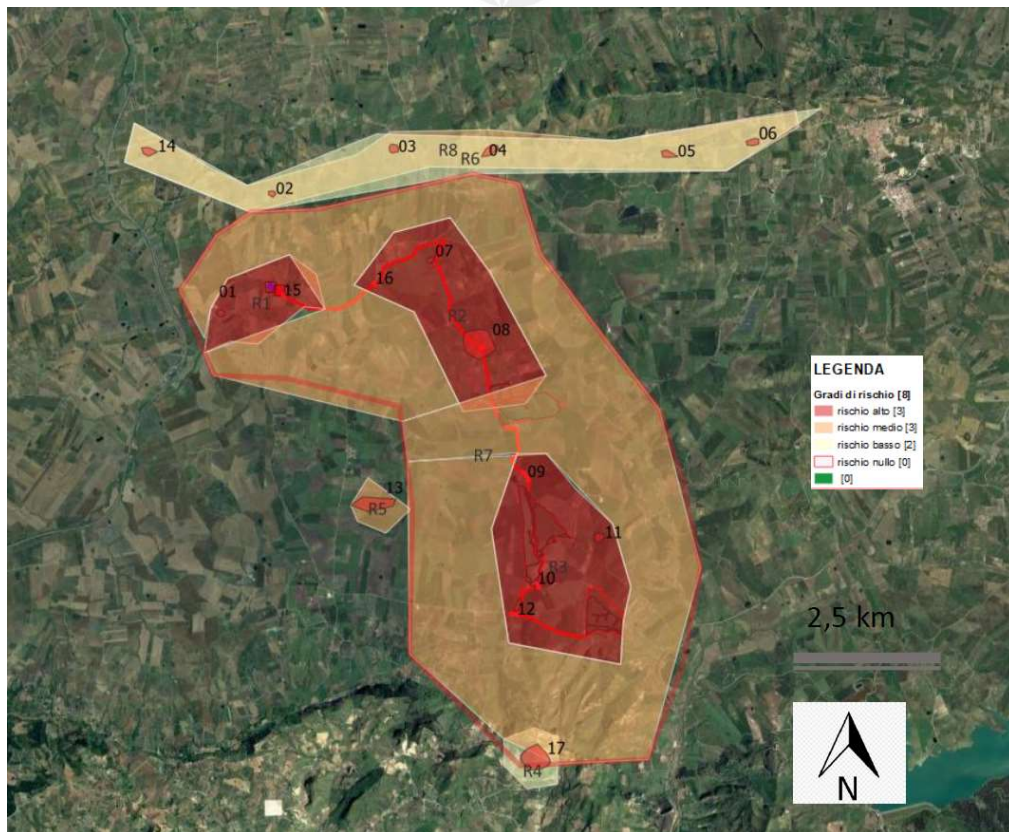 14
03
R8
04
R6
05
06
02
07
16
01
15
R1
R2
08
LEGENDA
Gradi di rischio [8]
rischio alto [3]
rischio medio [3]
rischio basso [2]
rischio nullo [0]
[0]
R7
09
13
R5
11
R3
10
12
2,5 km
17
R4
N